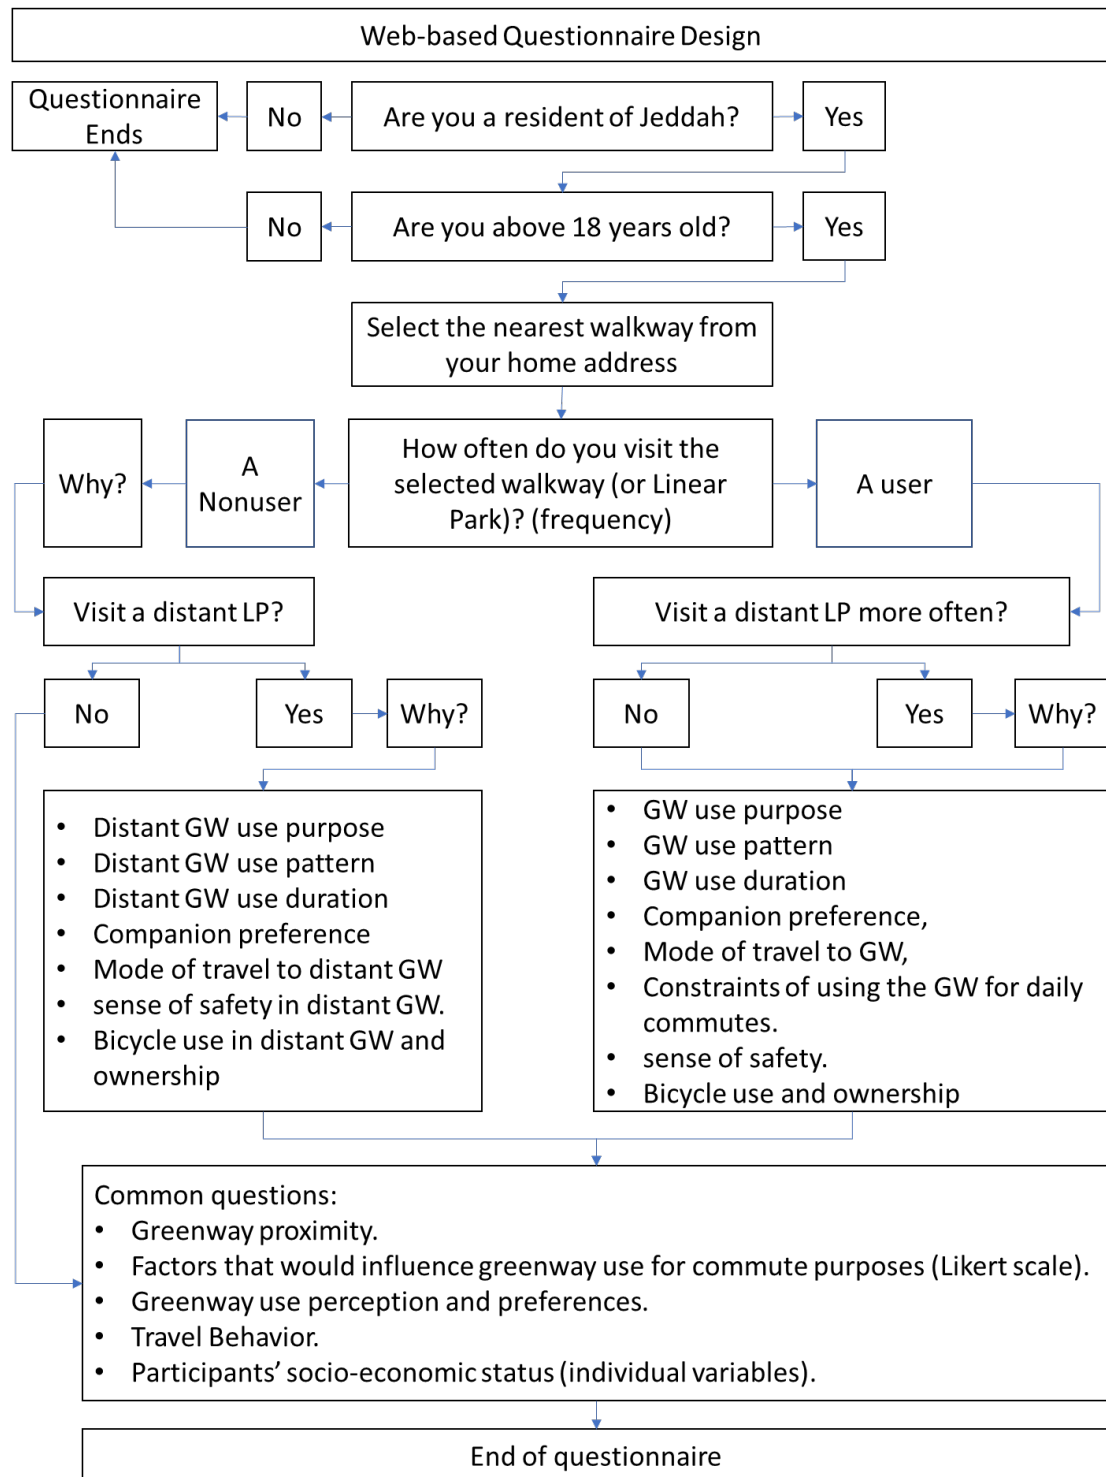 Web-based Questionnaire Design
Questionnaire
Ends
No
Are you a resident of Jeddah?
Yes
No
Are you above 18 years old?
Yes
Select the nearest walkway from
your home address
Why?
A
Nonuser
How often do you visit the
selected walkway (or Linear
Park)? (frequency)
A user
Visit a distant LP?
Visit a distant LP more often?
No
Yes
Why?
No
Yes
Why?
• Distant GW use purpose
• Distant GW use pattern
• Distant GW use duration
• Companion preference
• Mode of travel to distant GW
• sense of safety in distant GW.
• Bicycle use in distant GW and
ownership
• GW use purpose
• GW use pattern
• GW use duration
• Companion preference,
• Mode of travel to GW,
• Constraints of using the GW for daily
commutes.
• sense of safety.
• Bicycle use and ownership
Common questions:
• Greenway proximity.
• Factors that would influence greenway use for commute purposes (Likert scale).
• Greenway use perception and preferences.
• Travel Behavior.
• Participants’ socio-economic status (individual variables).
End of questionnaire